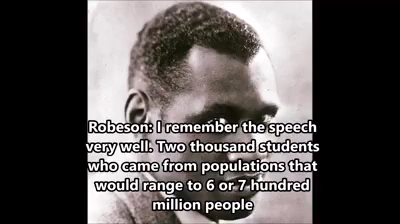 Robeson: I remember the speech
very well. Two thousand students
who came from populations that
would range to 6 or 7 hundred
million people